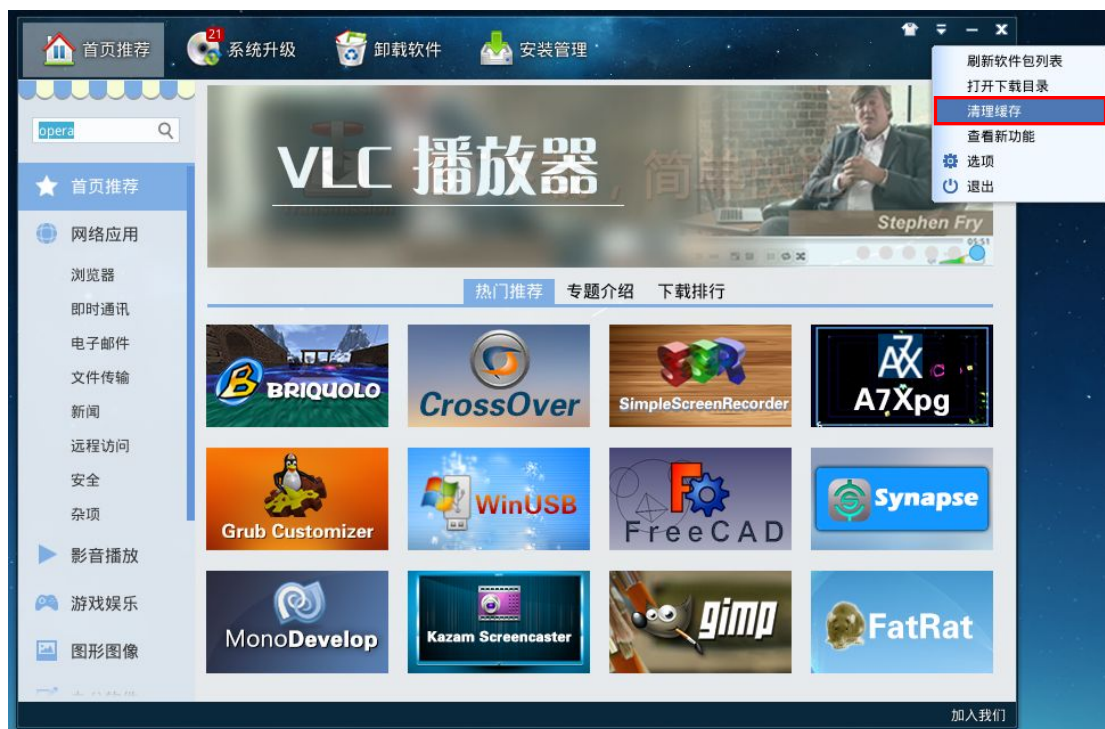 首页推荐
21
系统升级
卸载软件
安装管理
刷新软件包列表
打开下载目录
清理缓存
查看新功能
选项
退出
opera
首页推荐
网络应用
浏览器
即时通讯
电子邮件
文件传输
新闻
远程访问
安全
杂项
影音播放
游戏娱乐
图形图像
VLC 播放器
Stephen Fry
05:51
热门推荐
专题介绍
下载排行
BRIQUOLO
CrossOver
SSR
SimpleScreenRecorder
A7X
A7Xpg
Grub Customizer
WinUSB
FreeCAD
Synapse
MonoDevelop
Kazam Screencaster
gimp
FatRat
加入我们